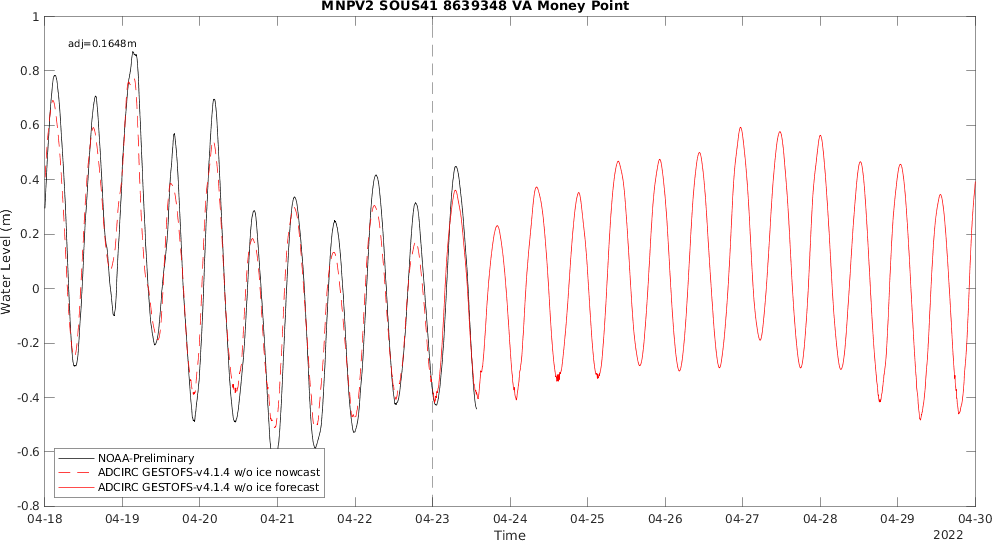 MNPV2 SOUS41 8639348 VA Money Point
adj=0.1648m
1
0.8
0.6
0.4
0.2
0
-0.2
-0.4
-0.6
-0.8
Water Level (m)
NOAA-Preliminary
ADCIRC GESTOFS-v4.1.4 w/o ice nowcast
ADCIRC GESTOFS-v4.1.4 w/o ice forecast
04-18 04-19 04-20 04-21 04-22 04-23 04-24 04-25 04-26 04-27 04-28 04-29 04-30
Time
2022